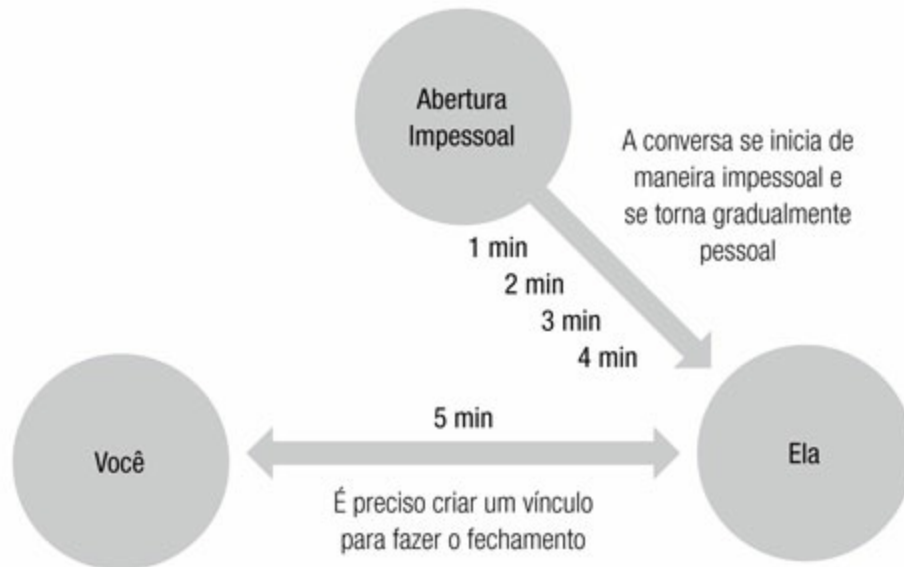 Abertura
Impessoal
A conversa se inicia de
maneira impessoal e
se torna gradualmente
pessoal
1 min
2 min
3 min
4 min
5 min
Você
Ela
É preciso criar um vínculo
para fazer o fechamento